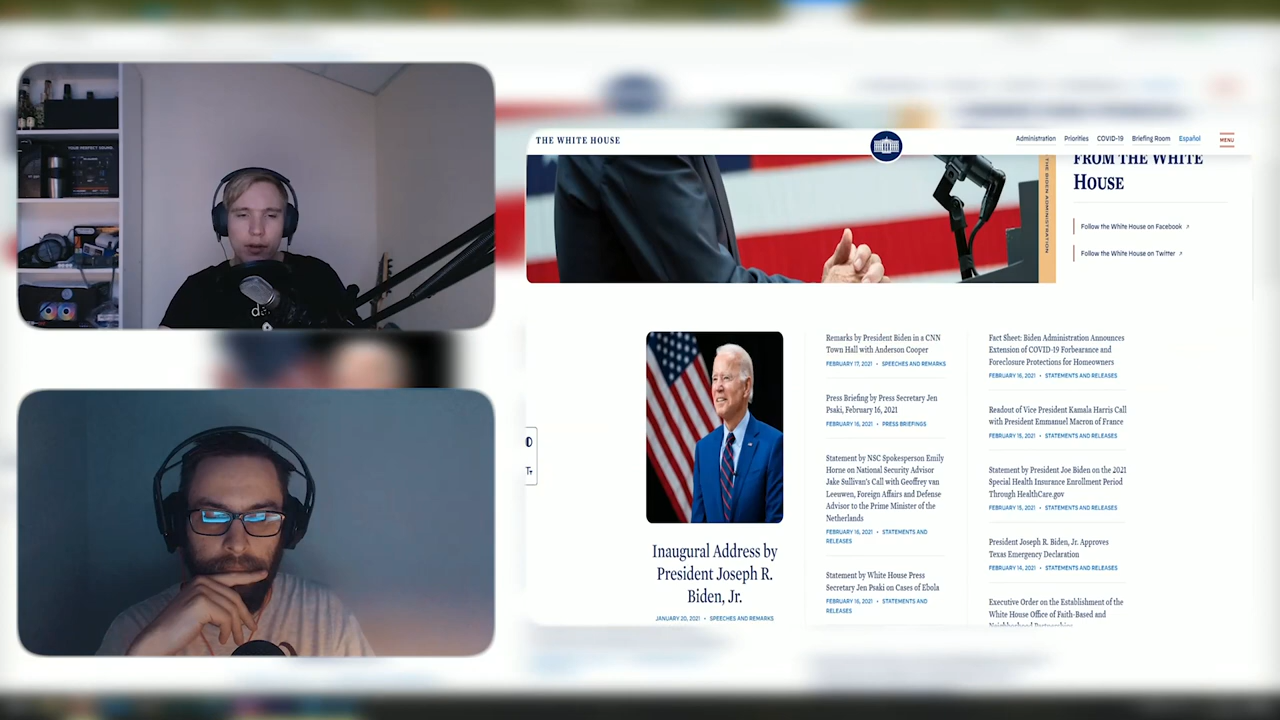 THE WHITE HOUSE
Administration
Priorities
COVID-19
Briefing Room
Español
MENU
THE BIDEN ADMINISTRATION
FROM THE WHITE
HOUSE
Follow the White House on Facebook ↗
Follow the White House on Twitter ↗
Inaugural Address by
President Joseph R.
Biden, Jr.
JANUARY 20, 2021 • SPEECHES AND REMARKS
Remarks by President Biden in a CNN
Town Hall with Anderson Cooper
FEBRUARY 17, 2021 • SPEECHES AND REMARKS
Press Briefing by Press Secretary Jen
Psaki, February 16, 2021
FEBRUARY 16, 2021 • PRESS BRIEFINGS
Statement by NSC Spokesperson Emily
Horne on National Security Advisor
Jake Sullivan's Call with Geoffrey van
Leeuwen, Foreign Affairs and Defense
Advisor to the Prime Minister of the
Netherlands
FEBRUARY 16, 2021 • STATEMENTS AND
RELEASES
Statement by White House Press
Secretary Jen Psaki on Cases of Ebola
FEBRUARY 16, 2021 • STATEMENTS AND
RELEASES
Fact Sheet: Biden Administration Announces
Extension of COVID-19 Forbearance and
Foreclosure Protections for Homeowners
FEBRUARY 16, 2021 • STATEMENTS AND RELEASES
Readout of Vice President Kamala Harris Call
with President Emmanuel Macron of France
FEBRUARY 15, 2021 • STATEMENTS AND RELEASES
Statement by President Joe Biden on the 2021
Special Health Insurance Enrollment Period
Through HealthCare.gov
FEBRUARY 15, 2021 • STATEMENTS AND RELEASES
President Joseph R. Biden, Jr. Approves
Texas Emergency Declaration
FEBRUARY 14, 2021 • STATEMENTS AND RELEASES
Executive Order on the Establishment of the
White House Office of Faith-Based and
Neighborhood Partnerships
YOUR PERFECT SOUND
da